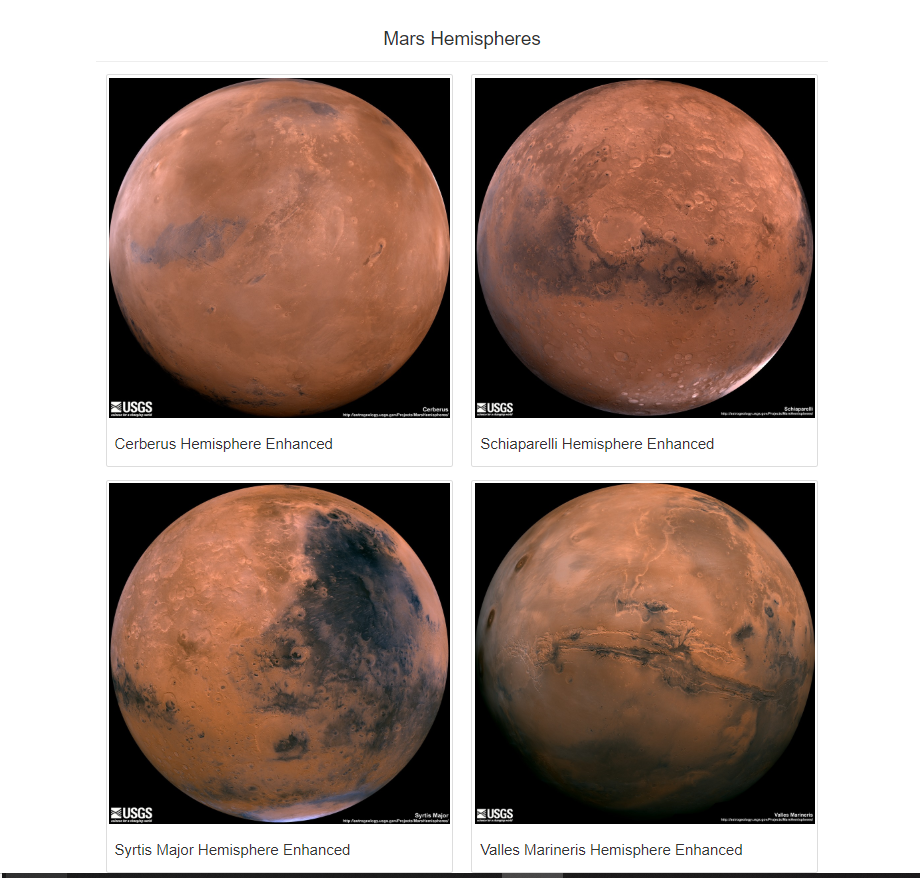 Mars Hemispheres
USGS
science for a changing world
Cerberus
http://astrogeology.usgs.gov/Projects/MarsHemispheres/
USGS
science for a changing world
Schiaparelli
http://astrogeology.usgs.gov/Projects/MarsHemispheres/
Cerberus Hemisphere Enhanced
Schiaparelli Hemisphere Enhanced
USGS
science for a changing world
Syrtis Major
http://astrogeology.usgs.gov/Projects/MarsHemispheres/
USGS
science for a changing world
Valles Marineris
http://astrogeology.usgs.gov/Projects/MarsHemispheres/
Syrtis Major Hemisphere Enhanced
Valles Marineris Hemisphere Enhanced